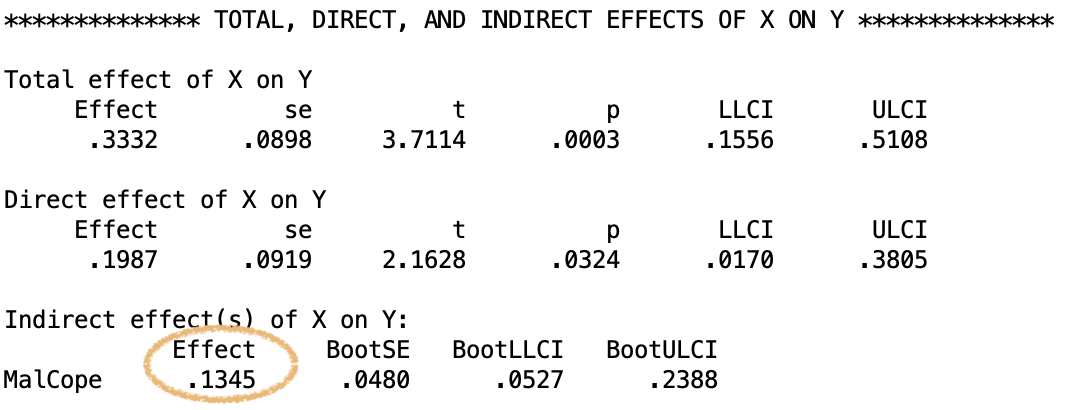 ************** TOTAL, DIRECT, AND INDIRECT EFFECTS OF X ON Y **************
Total effect of X on Y
Effect se t p LLCI ULCI
.3332 .0898 3.7114 .0003 .1556 .5108
Direct effect of X on Y
Effect se t p LLCI ULCI
.1987 .0919 2.1628 .0324 .0170 .3805
Indirect effect(s) of X on Y:
Effect BootSE BootLLCI BootULCI
MalCope .1345 .0480 .0527 .2388